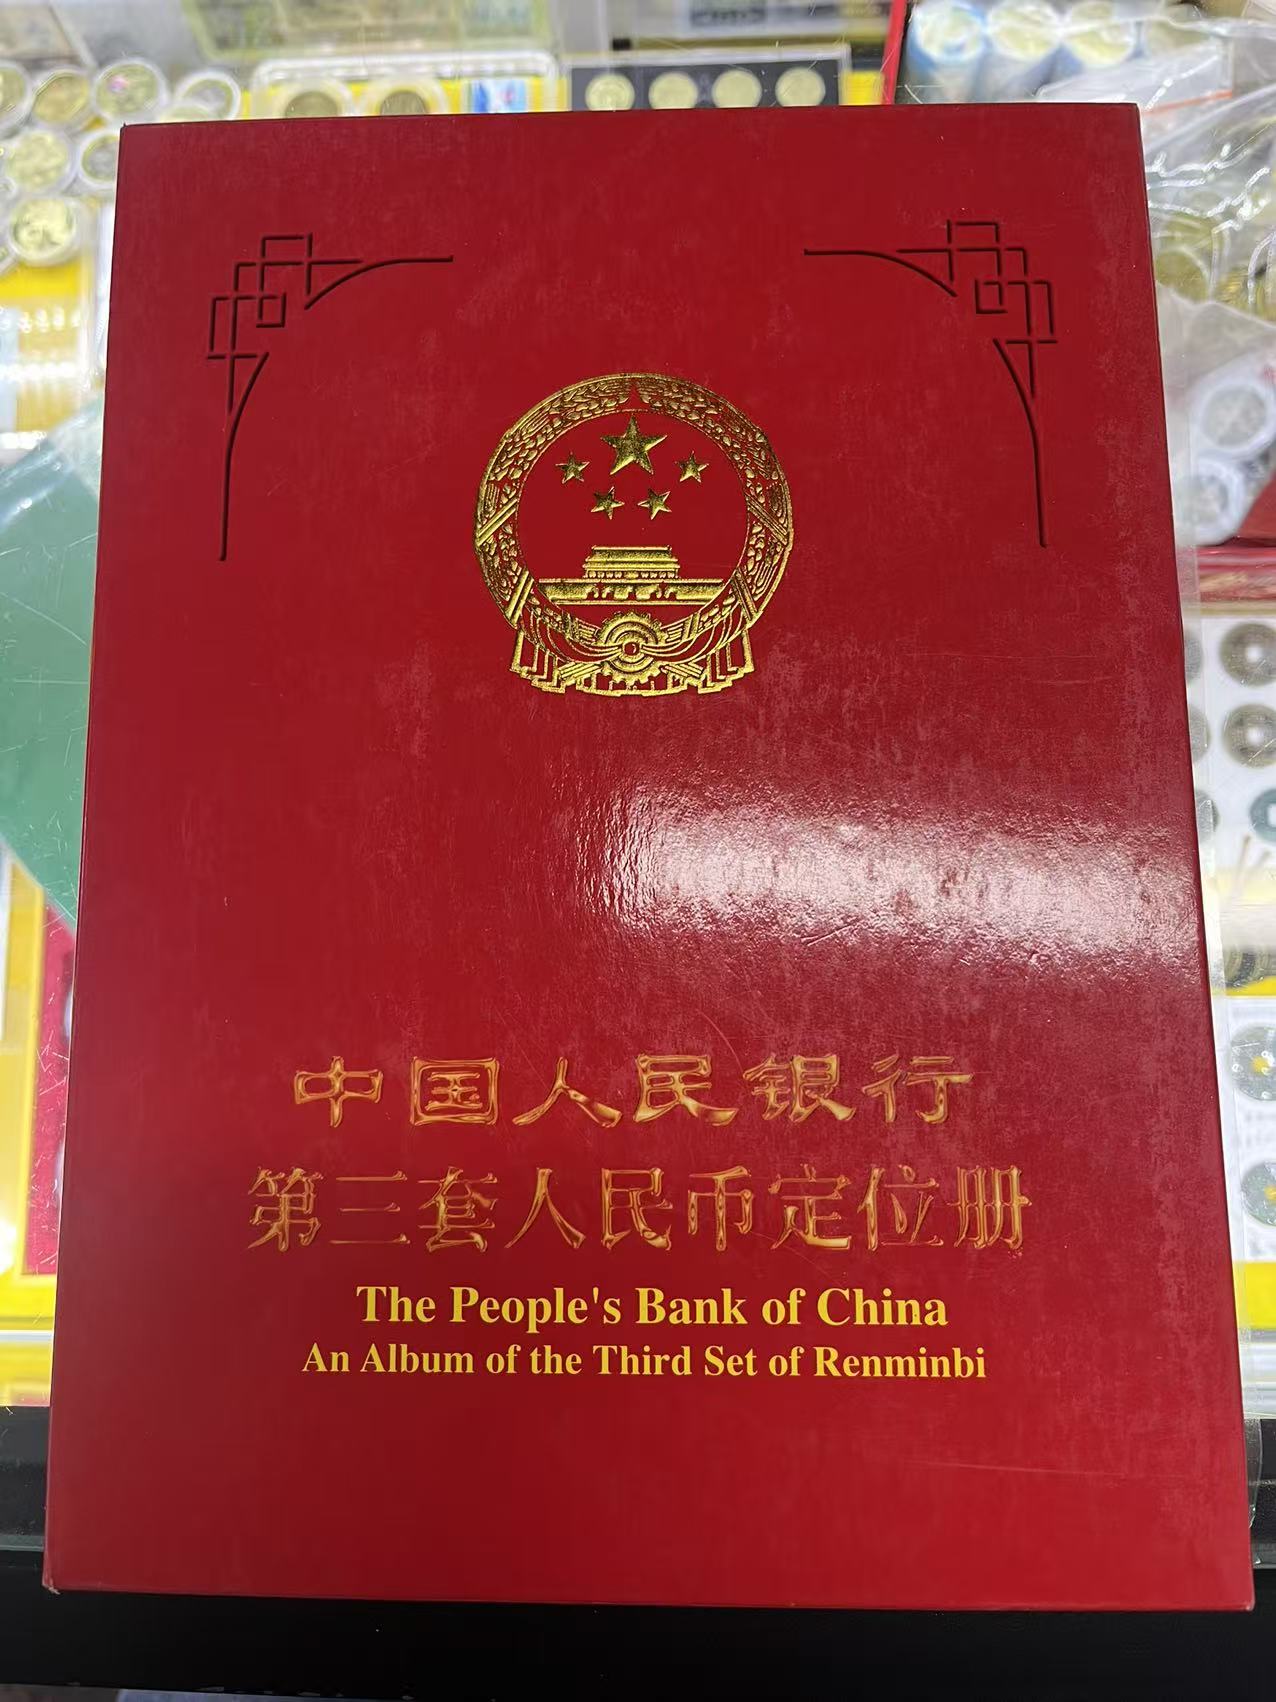 中国人民银行
第三套人民币定位册
The People's Bank of China
An Album of the Third Set of Renminbi